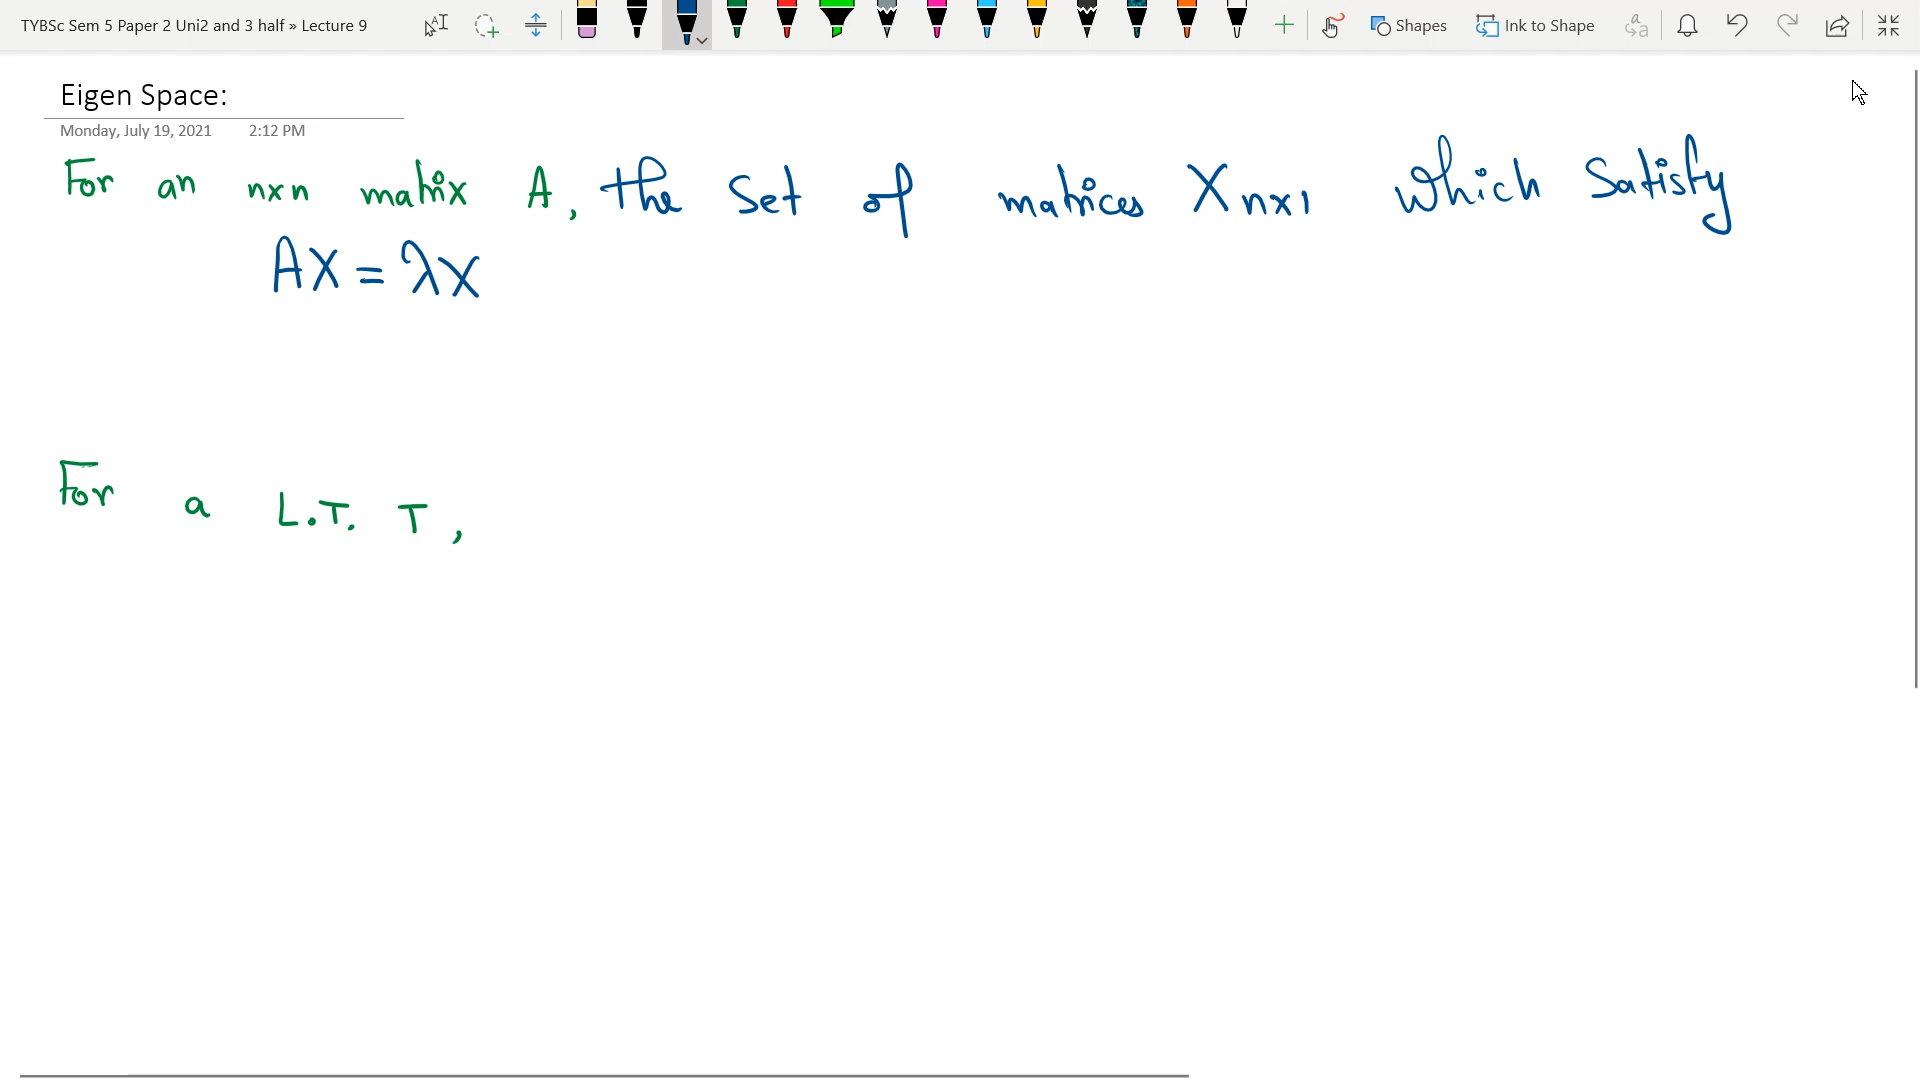 TYBSc Sem 5 Paper 2 Uni2 and 3 half » Lecture 9 Shapes Ink to Shape
Eigen Space:
Monday, July 19, 2021 2:12 PM
For an nxn matrix A, the set of matrices Xnx1 which satisfy
AX = λX
For a L.T. T,